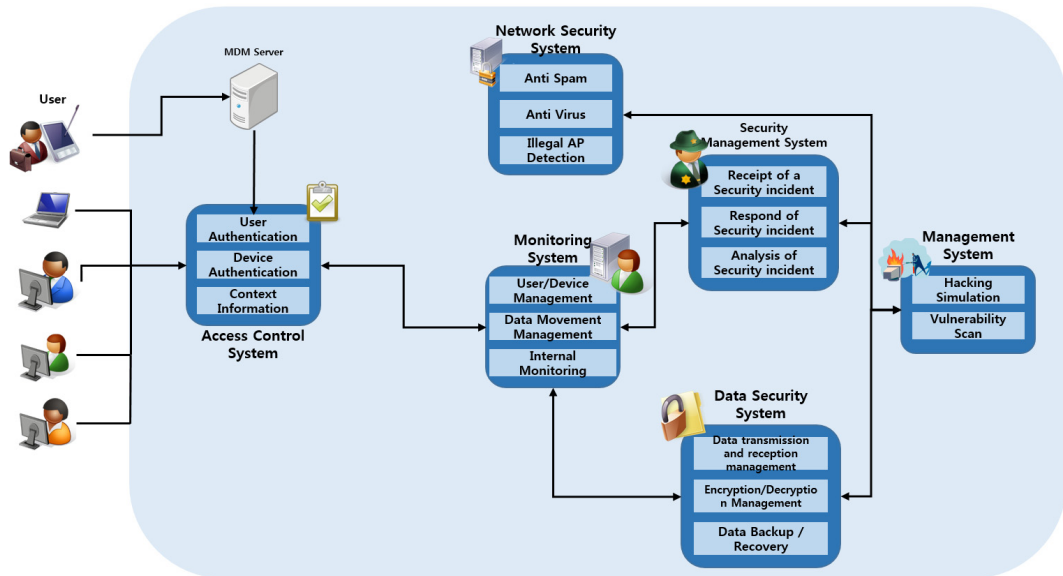 MDM Server
User
Network Security
System
Anti Spam
Anti Virus
Illegal AP
Detection
Security
Management System
Receipt of a
Security incident
Respond of
Security incident
Analysis of
Security incident
User
Authentication
Device
Authentication
Context
Information
Access Control
System
Monitoring
System
User/Device
Management
Data Movement
Management
Internal
Monitoring
Management
System
Hacking
Simulation
Vulnerability
Scan
Data Security
System
Data transmission
and reception
management
Encryption/Decryptio
n Management
Data Backup /
Recovery